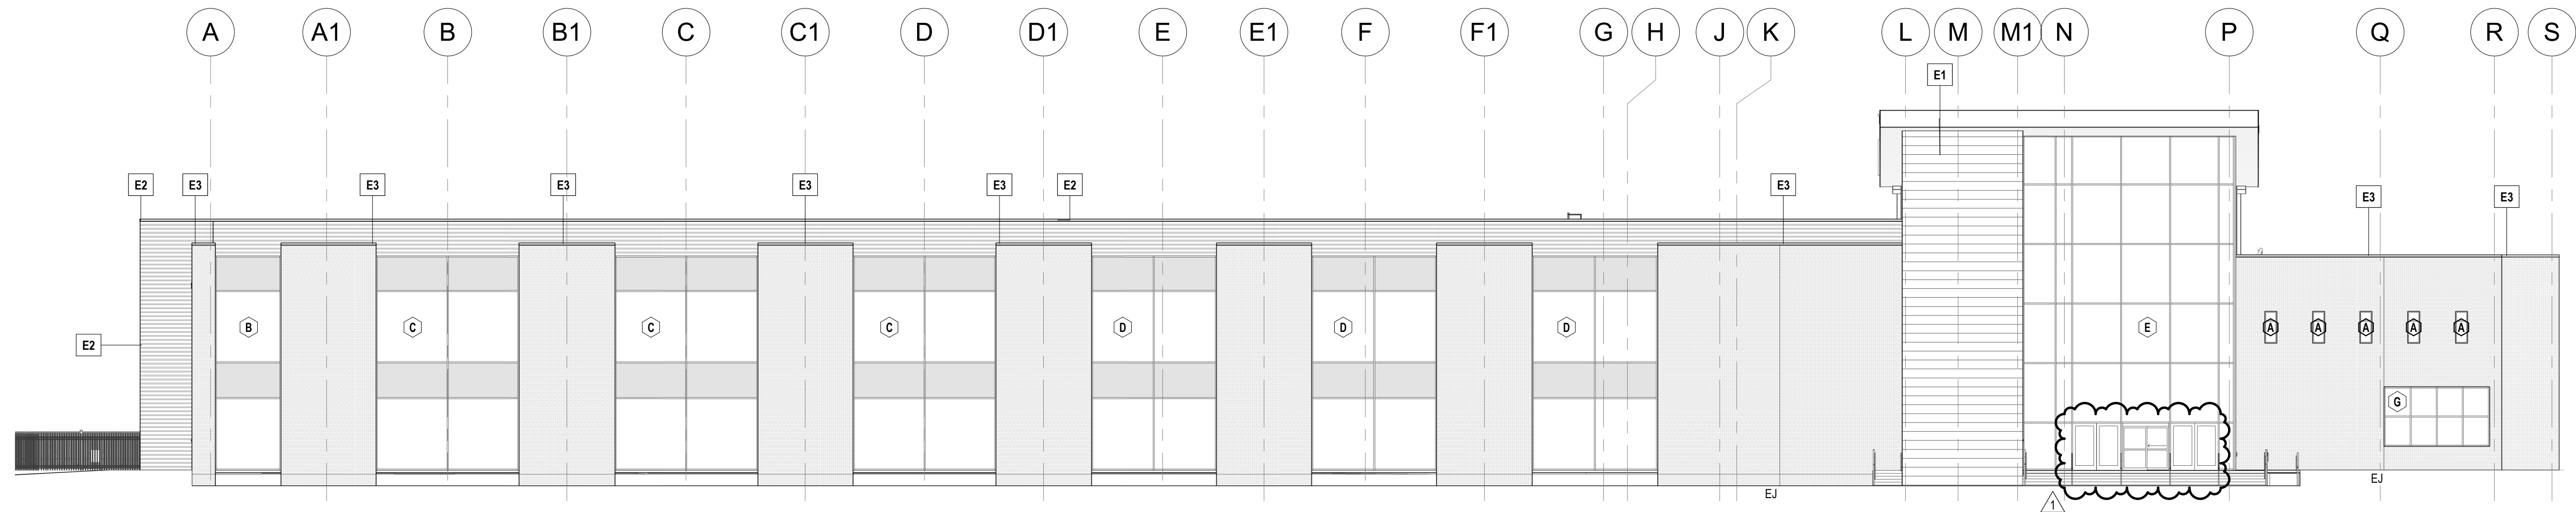 A A1 B B1 C C1 D D1 E E1 F F1 G H J K L M M1 N P Q R S
E1
E2 E3 E3 E3 E3 E3 E2 E3 E3 E3
B C C C D D D E A A A A A
E2
G
EJ
EJ
1